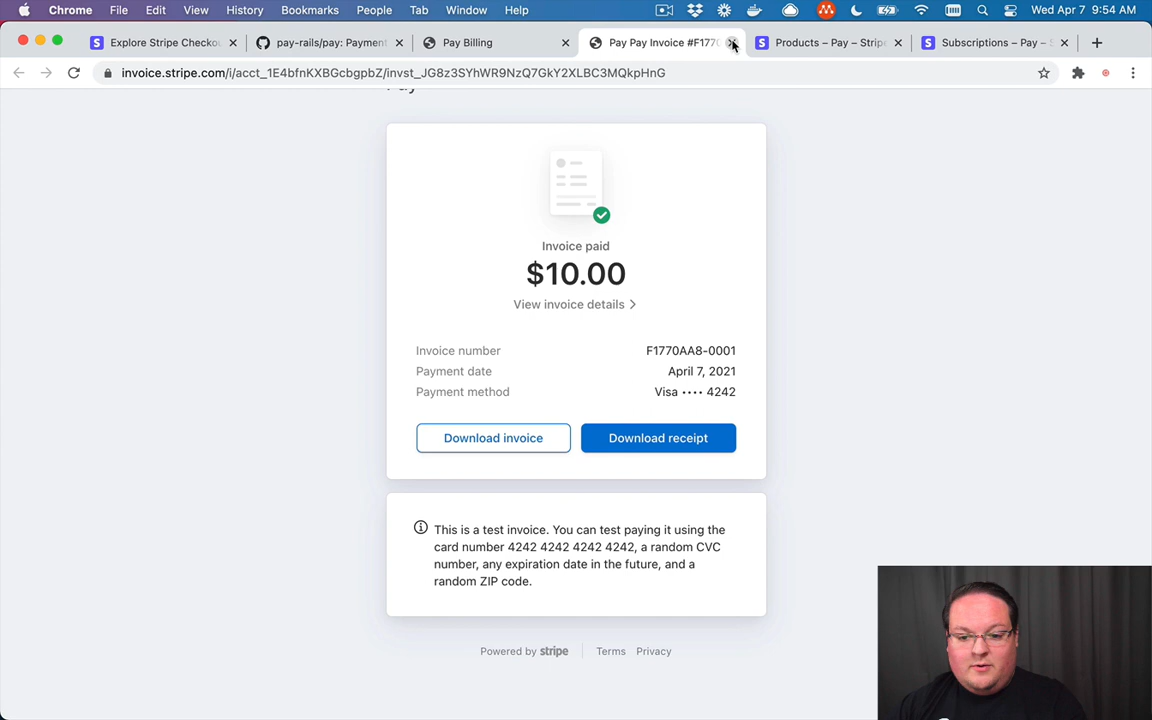 Chrome File Edit View History Bookmarks People Tab Window Help Wed Apr 7 9:54 AM
Explore Stripe Checkou pay-rails/pay: Payment Pay Billing Pay Pay Invoice #F1770 Products – Pay – Stripe Subscriptions – Pay – S
invoice.stripe.com/i/acct_1E4bfnKXBGcbgpbZ/invst_JG8z3SYhWR9NzQ7GkY2XLBC3MQkpHnG
Pay
Invoice paid
$10.00
View invoice details
Invoice number F1770AA8-0001
Payment date April 7, 2021
Payment method Visa •••• 4242
Download invoice Download receipt
This is a test invoice. You can test paying it using the
card number 4242 4242 4242 4242, a random CVC
number, any expiration date in the future, and a
random ZIP code.
Powered by stripe Terms Privacy